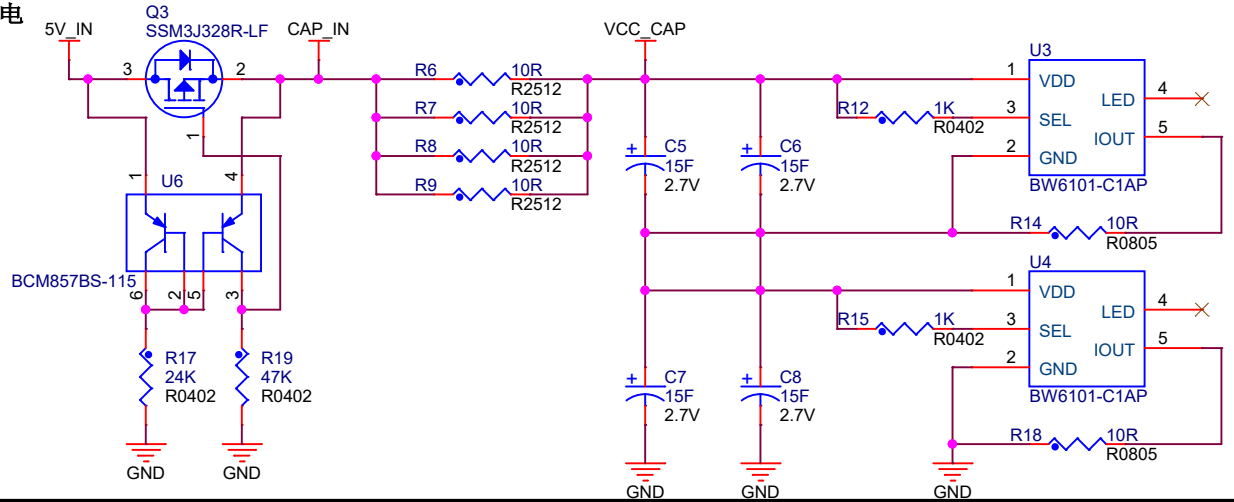 电
Q3
SSM3J328R-LF
5V_IN
CAP_IN
VCC_CAP
3
2
1
R6
10R
R2512
R7
10R
R2512
R8
10R
R2512
R9
10R
R2512
U6
1
4
BCM857BS-115
6
2
5
3
R17
24K
R0402
R19
47K
R0402
GND
GND
C5
15F
2.7V
C6
15F
2.7V
C7
15F
2.7V
C8
15F
2.7V
GND
GND
GND
R12
1K
R0402
U3
1
VDD
3
SEL
2
GND
LED
4
IOUT
5
BW6101-C1AP
R14
10R
R0805
R15
1K
R0402
U4
1
VDD
3
SEL
2
GND
LED
4
IOUT
5
BW6101-C1AP
R18
10R
R0805